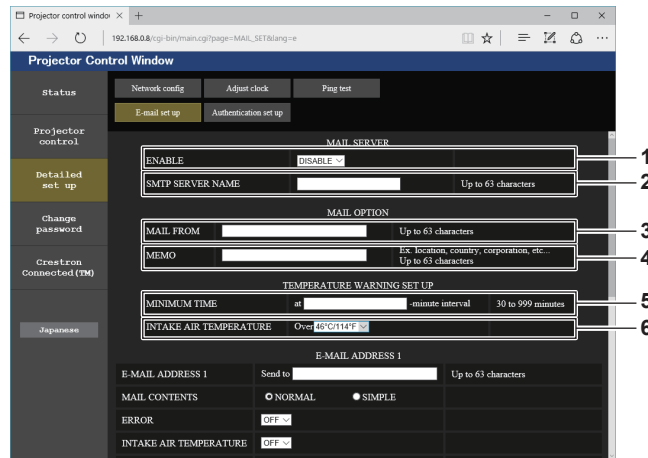 Projector control window
192.168.0.8/cgi-bin/main.cgi?page=MAIL_SET&lang=e
Projector Control Window
Status
Projector control
Detailed set up
Change password
Crestron Connected(TM)
Japanese
Network config Adjust clock Ping test
E-mail set up Authentication set up
MAIL SERVER
ENABLE DISABLE 1
SMTP SERVER NAME Up to 63 characters 2
MAIL OPTION
MAIL FROM Up to 63 characters 3
MEMO Ex. location, country, corporation, etc... 4
Up to 63 characters
TEMPERATURE WARNING SET UP
MINIMUM TIME at -minute interval 30 to 999 minutes 5
INTAKE AIR TEMPERATURE Over 46°C/114°F 6
E-MAIL ADDRESS 1
E-MAIL ADDRESS 1 Send to Up to 63 characters
MAIL CONTENTS NORMAL SIMPLE
ERROR OFF
INTAKE AIR TEMPERATURE OFF